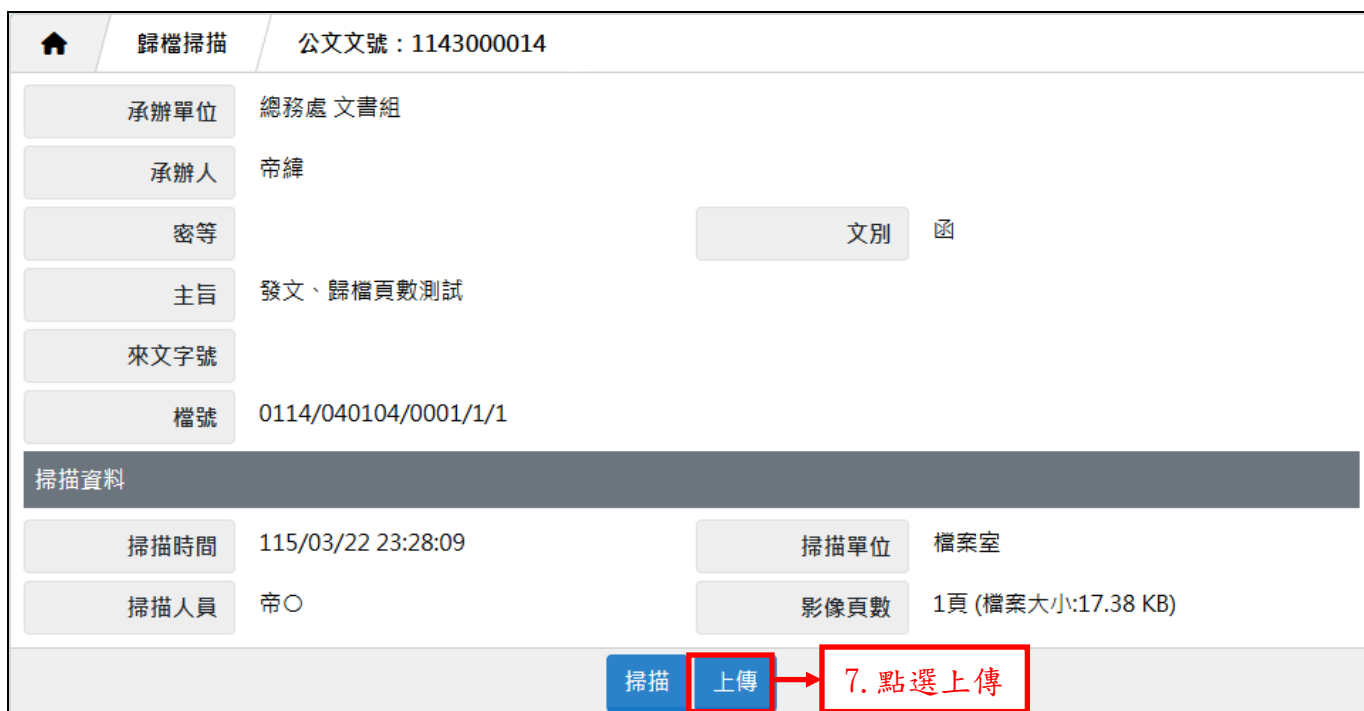 歸檔掃描 公文文號：1143000014
承辦單位 總務處 文書組
承辦人 帝緯
密等 文別 函
主旨 發文、歸檔頁數測試
來文字號
檔號 0114/040104/0001/1/1
掃描資料
掃描時間 115/03/22 23:28:09 掃描單位 檔案室
掃描人員 帝○ 影像頁數 1頁 (檔案大小:17.38 KB)
掃描 上傳 7.點選上傳